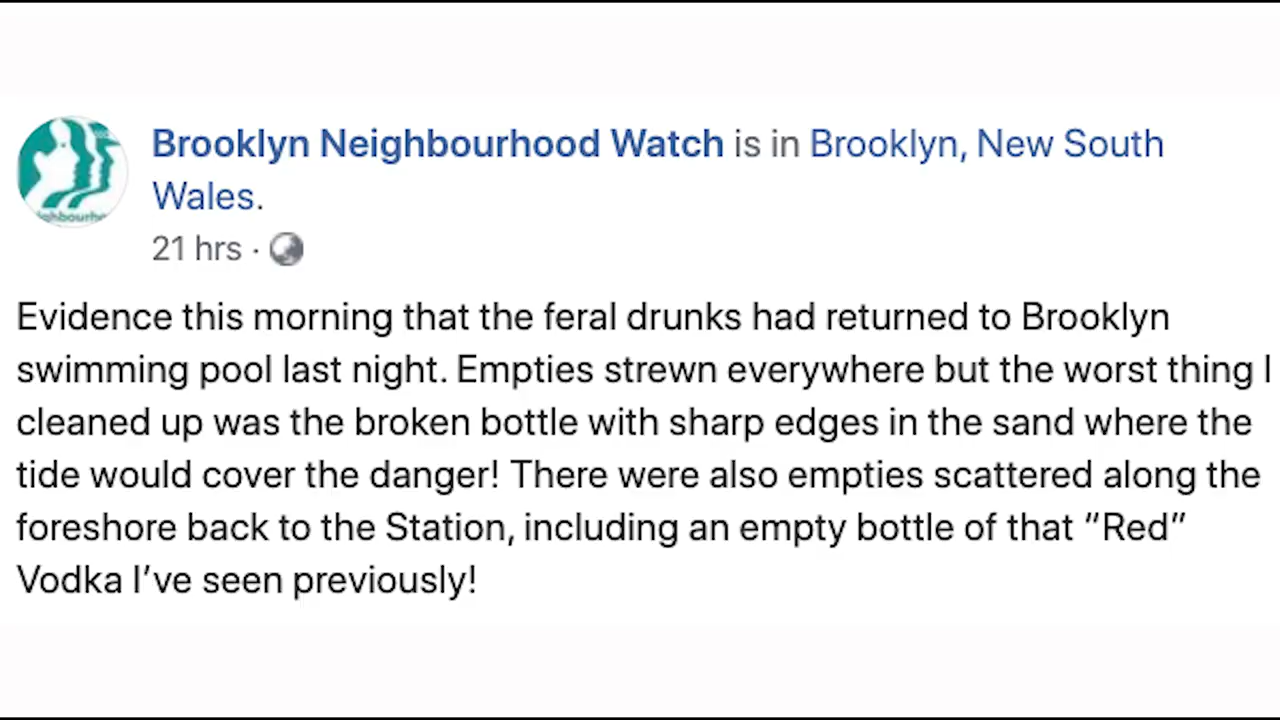 Brooklyn Neighbourhood Watch is in Brooklyn, New South
Wales.
21 hrs ·
Evidence this morning that the feral drunks had returned to Brooklyn
swimming pool last night. Empties strewn everywhere but the worst thing I
cleaned up was the broken bottle with sharp edges in the sand where the
tide would cover the danger! There were also empties scattered along the
foreshore back to the Station, including an empty bottle of that “Red”
Vodka I’ve seen previously!